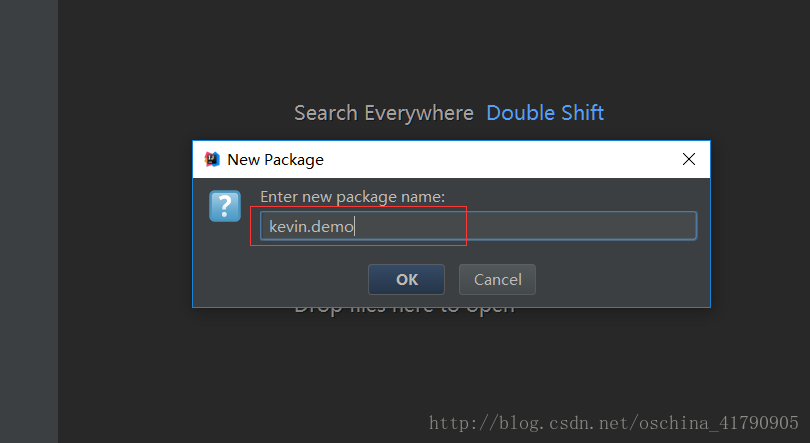 Search Everywhere Double Shift
New Package
Enter new package name:
kevin.demo
OK Cancel
Drop files here to open
http://blog.csdn.net/oschina_41790905